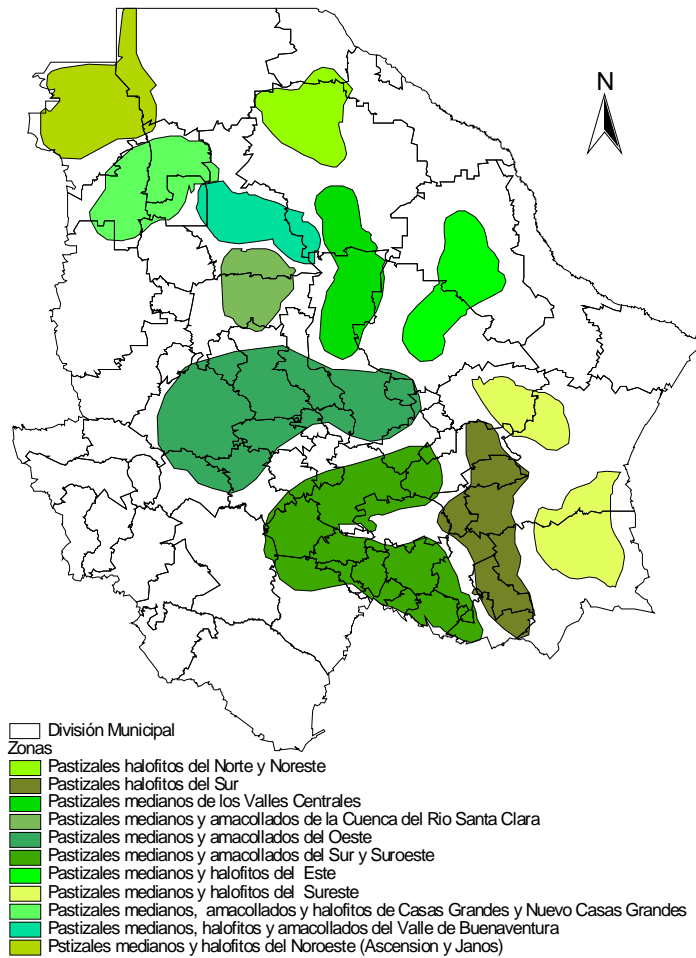 N
División Municipal
Zonas
Pastizales halofitos del Norte y Noreste
Pastizales halofitos del Sur
Pastizales medianos de los Valles Centrales
Pastizales medianos y amacollados de la Cuenca del Rio Santa Clara
Pastizales medianos y amacollados del Oeste
Pastizales medianos y amacollados del Sur y Suroeste
Pastizales medianos y halofitos del Este
Pastizales medianos y halofitos del Sureste
Pastizales medianos, amacollados y halofitos de Casas Grandes y Nuevo Casas Grandes
Pastizales medianos, halofitos y amacollados del Valle de Buenaventura
Pstizales medianos y halofitos del Noroeste (Ascension y Janos)